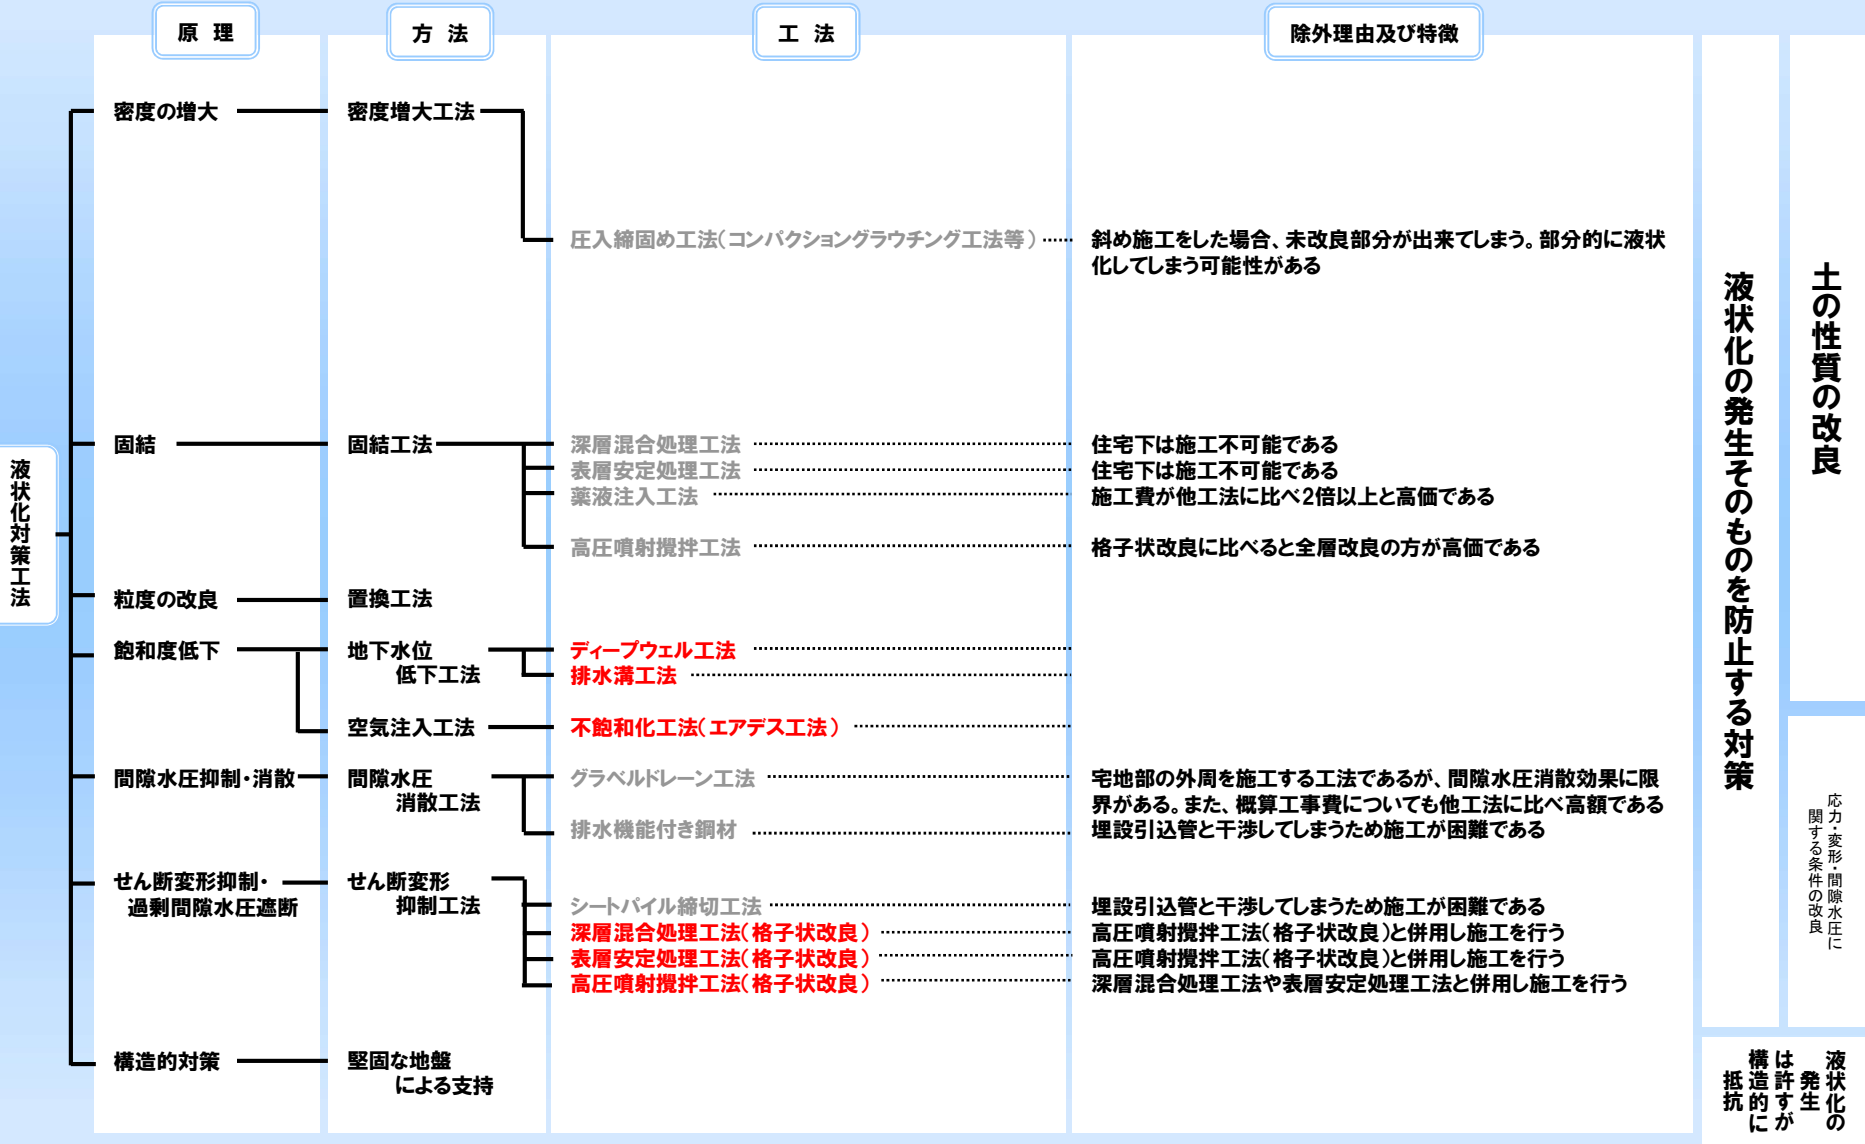 原理
方法
工法
除外理由及び特徴
液状化対策工法
密度の増大
密度増大工法
圧入締固め工法(コンパクショングラウチング工法等)
斜め施工をした場合、未改良部分が出来てしまう。部分的に液状
化してしまう可能性がある
固結
固結工法
深層混合処理工法
住宅下は施工不可能である
表層安定処理工法
住宅下は施工不可能である
薬液注入工法
施工費が他工法に比べ2倍以上と高価である
高圧噴射攪拌工法
格子状改良に比べると全層改良の方が高価である
粒度の改良
置換工法
飽和度低下
地下水位
低下工法
ディープウェル工法
排水溝工法
空気注入工法
不飽和化工法(エアデス工法)
間隙水圧抑制・消散
間隙水圧
消散工法
グラベルドレーン工法
宅地部の外周を施工する工法であるが、間隙水圧消散効果に限
界がある。また、概算工事費についても他工法に比べ高額である
排水機能付き鋼材
埋設引込管と干渉してしまうため施工が困難である
せん断変形抑制・
過剰間隙水圧遮断
せん断変形
抑制工法
シートパイル締切工法
埋設引込管と干渉してしまうため施工が困難である
深層混合処理工法(格子状改良)
高圧噴射攪拌工法(格子状改良)と併用し施工を行う
表層安定処理工法(格子状改良)
高圧噴射攪拌工法(格子状改良)と併用し施工を行う
高圧噴射攪拌工法(格子状改良)
深層混合処理工法や表層安定処理工法と併用し施工を行う
構造的対策
堅固な地盤
による支持
液状化の発生そのものを防止する対策
土の性質の改良
応力・変形・間隙水圧に
関する条件の改良
液状化の
発生
は許すが
構造的に
抵抗